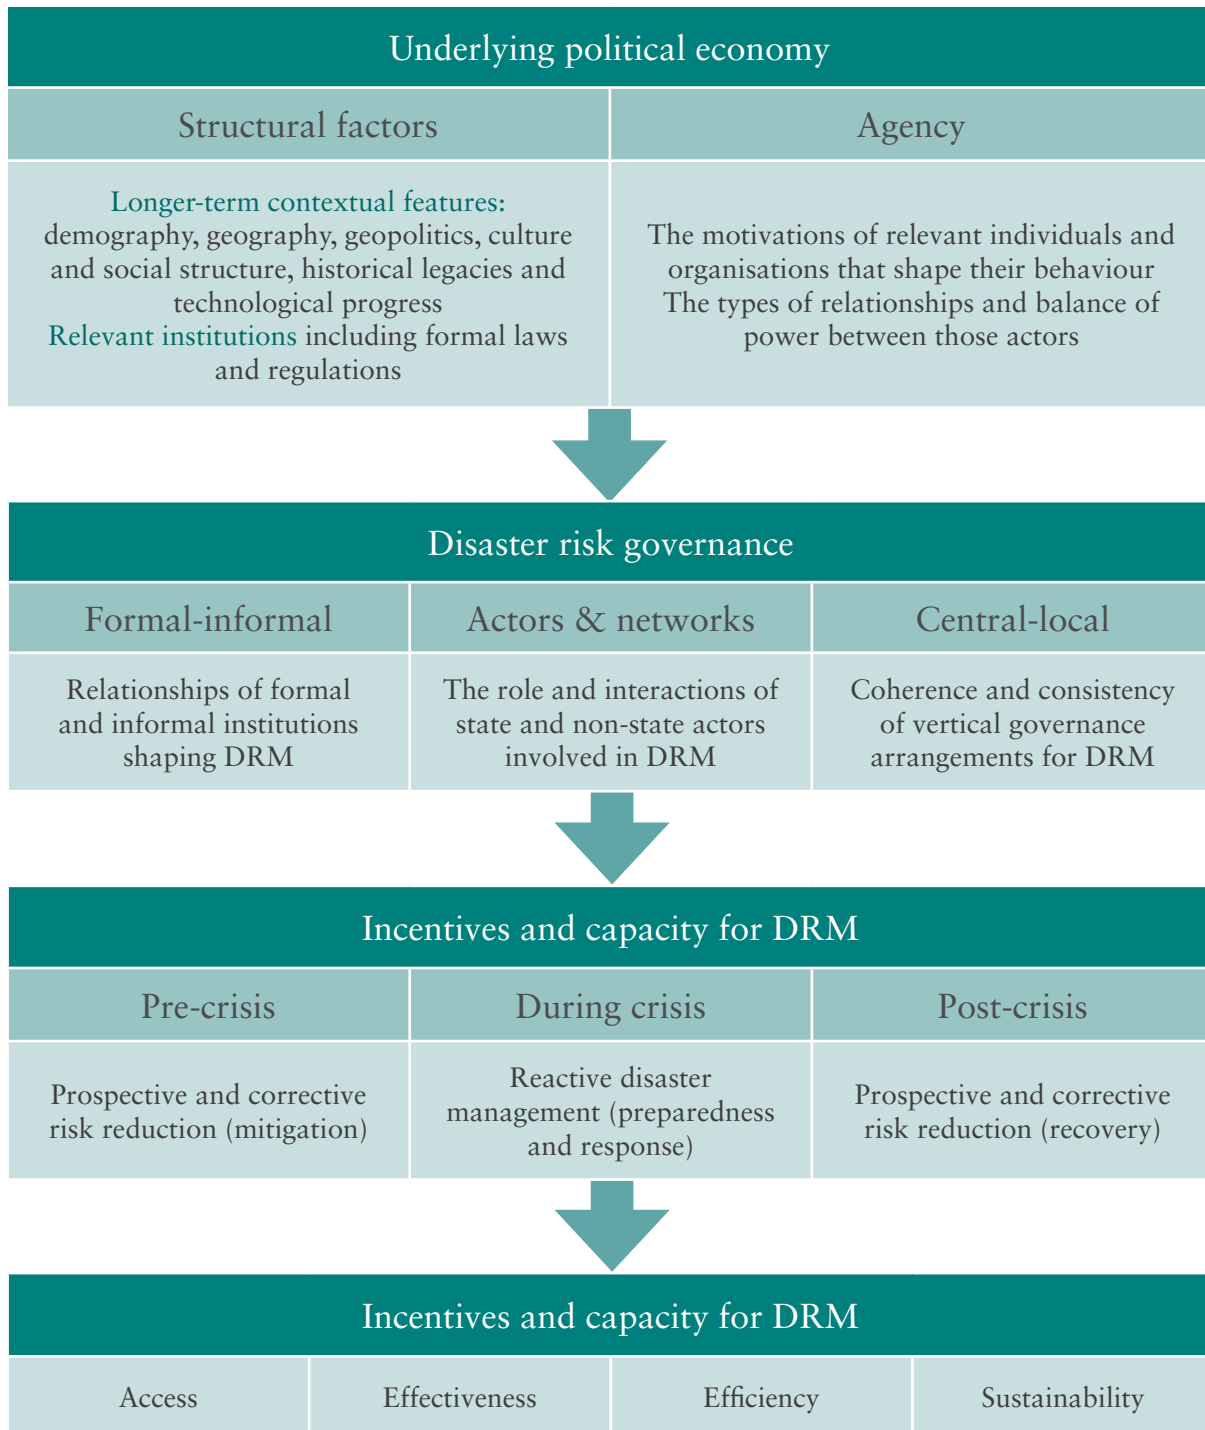 Underlying political economy
Structural factors
Agency
Longer-term contextual features:
demography, geography, geopolitics, culture
and social structure, historical legacies and
technological progress
Relevant institutions including formal laws
and regulations
The motivations of relevant individuals and
organisations that shape their behaviour
The types of relationships and balance of
power between those actors
Disaster risk governance
Formal-informal
Actors & networks
Central-local
Relationships of formal
and informal institutions
shaping DRM
The role and interactions of
state and non-state actors
involved in DRM
Coherence and consistency
of vertical governance
arrangements for DRM
Incentives and capacity for DRM
Pre-crisis
During crisis
Post-crisis
Prospective and corrective
risk reduction (mitigation)
Reactive disaster
management (preparedness
and response)
Prospective and corrective
risk reduction (recovery)
Incentives and capacity for DRM
Access
Effectiveness
Efficiency
Sustainability